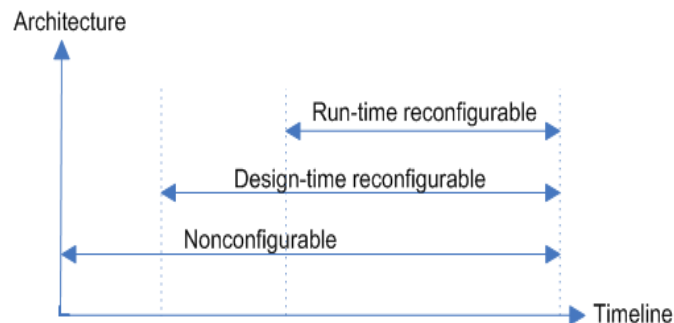 Architecture
Run-time reconfigurable
Design-time reconfigurable
Nonconfigurable
Timeline